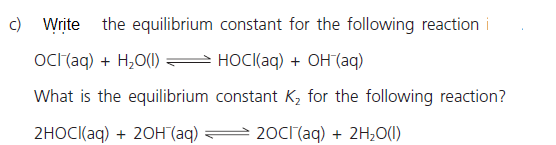 c) Write the equilibrium constant for the following reaction
OCl⁻(aq) + H₂O(l) ⇌ HOCl(aq) + OH⁻(aq)
What is the equilibrium constant K₂ for the following reaction?
2HOCl(aq) + 2OH⁻(aq) ⇌ 2OCl⁻(aq) + 2H₂O(l)